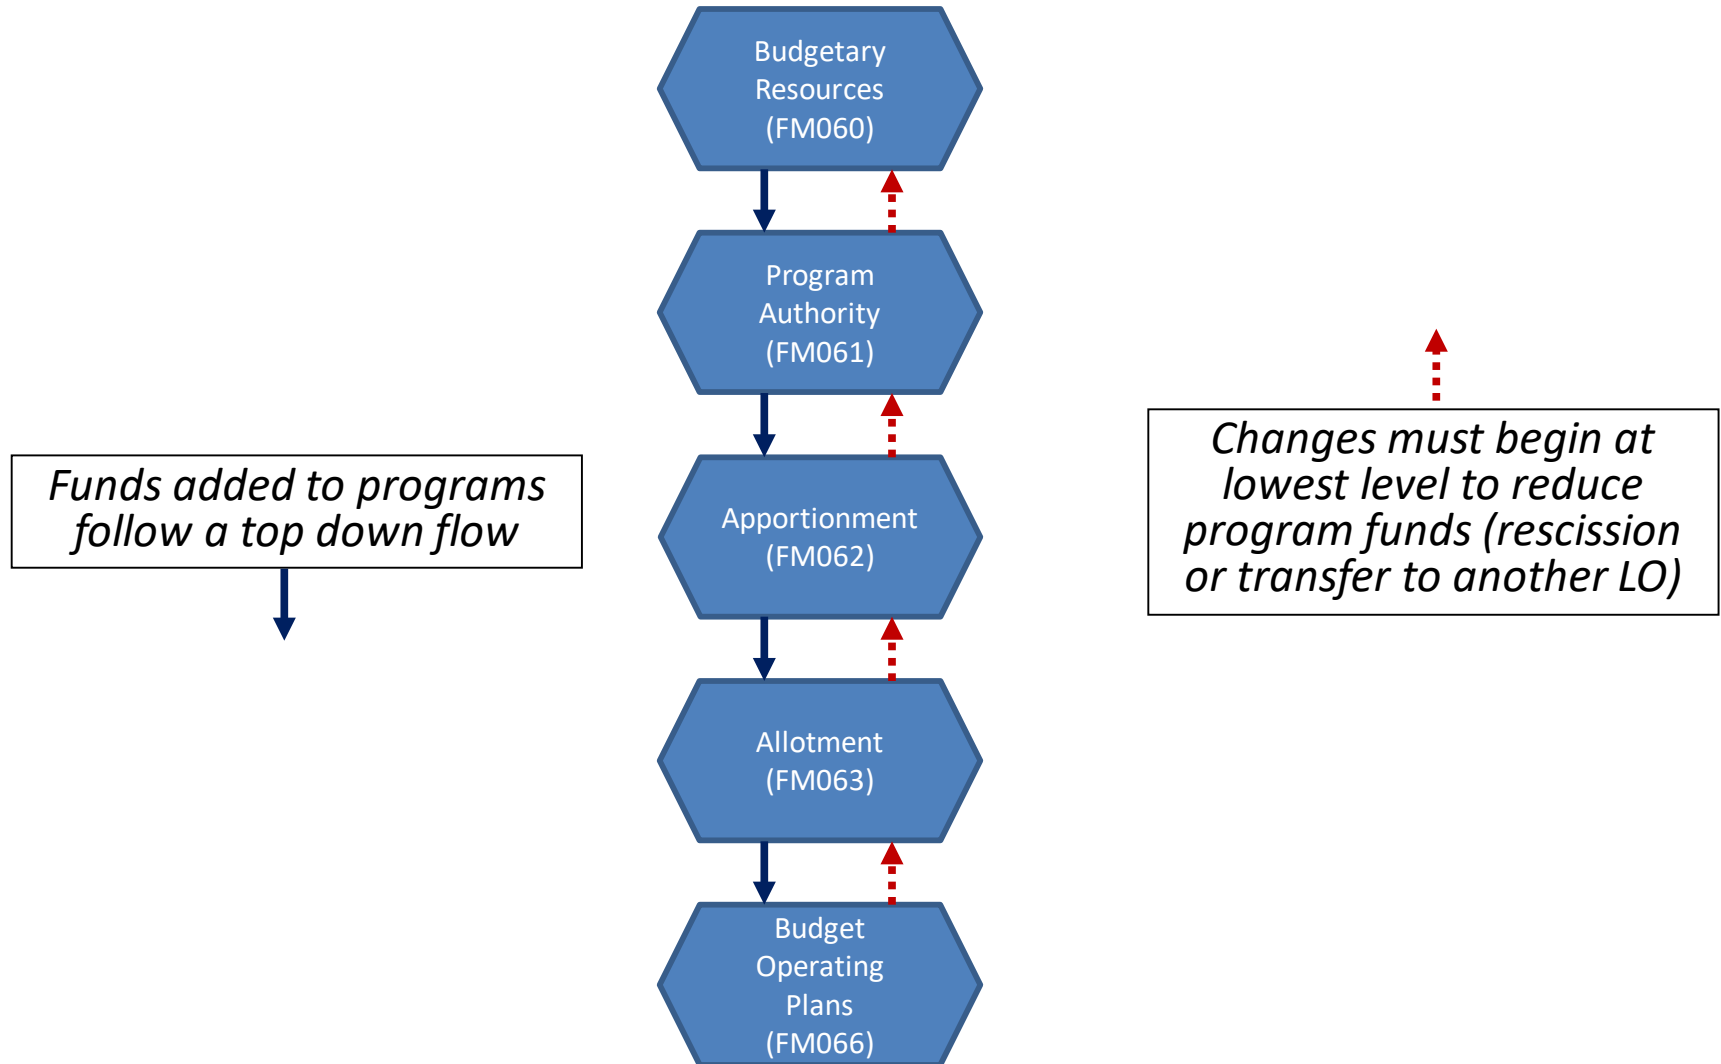 Budgetary
Resources
(FM060)
Program
Authority
(FM061)
Funds added to programs
follow a top down flow
Apportionment
(FM062)
Changes must begin at
lowest level to reduce
program funds (rescission
or transfer to another LO)
Allotment
(FM063)
Budget
Operating
Plans
(FM066)